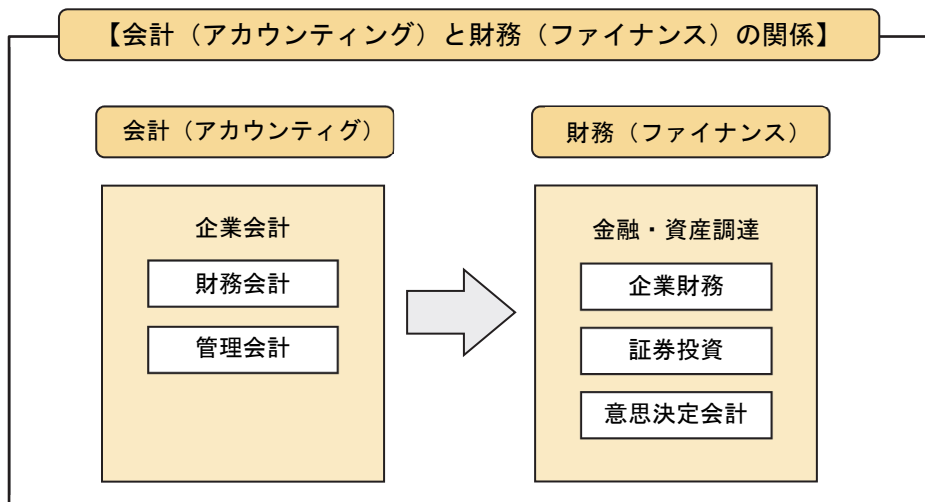 【会計（アカウンティング）と財務（ファイナンス）の関係】
会計（アカウンティグ）
企業会計
財務会計
管理会計
財務（ファイナンス）
金融・資産調達
企業財務
証券投資
意思決定会計